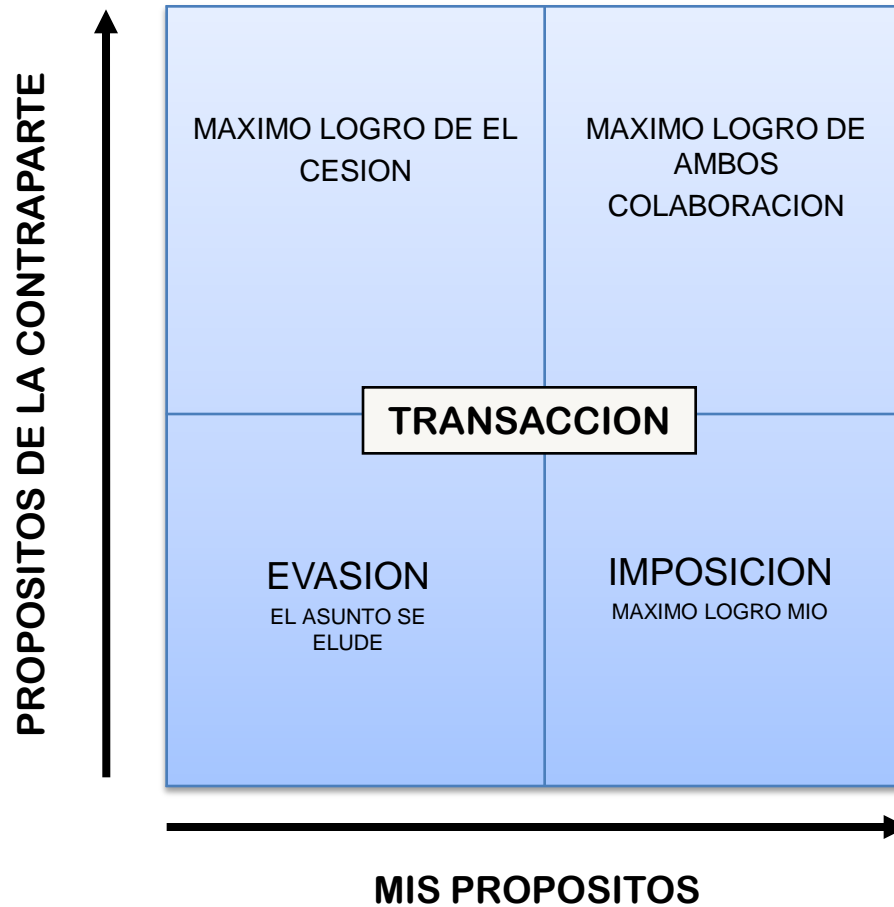 PROPOSITOS DE LA CONTRAPARTE
MAXIMO LOGRO DE EL
CESION
MAXIMO LOGRO DE
AMBOS
COLABORACION
TRANSACCION
EVASION
EL ASUNTO SE
ELUDE
IMPOSICION
MAXIMO LOGRO MIO
MIS PROPOSITOS